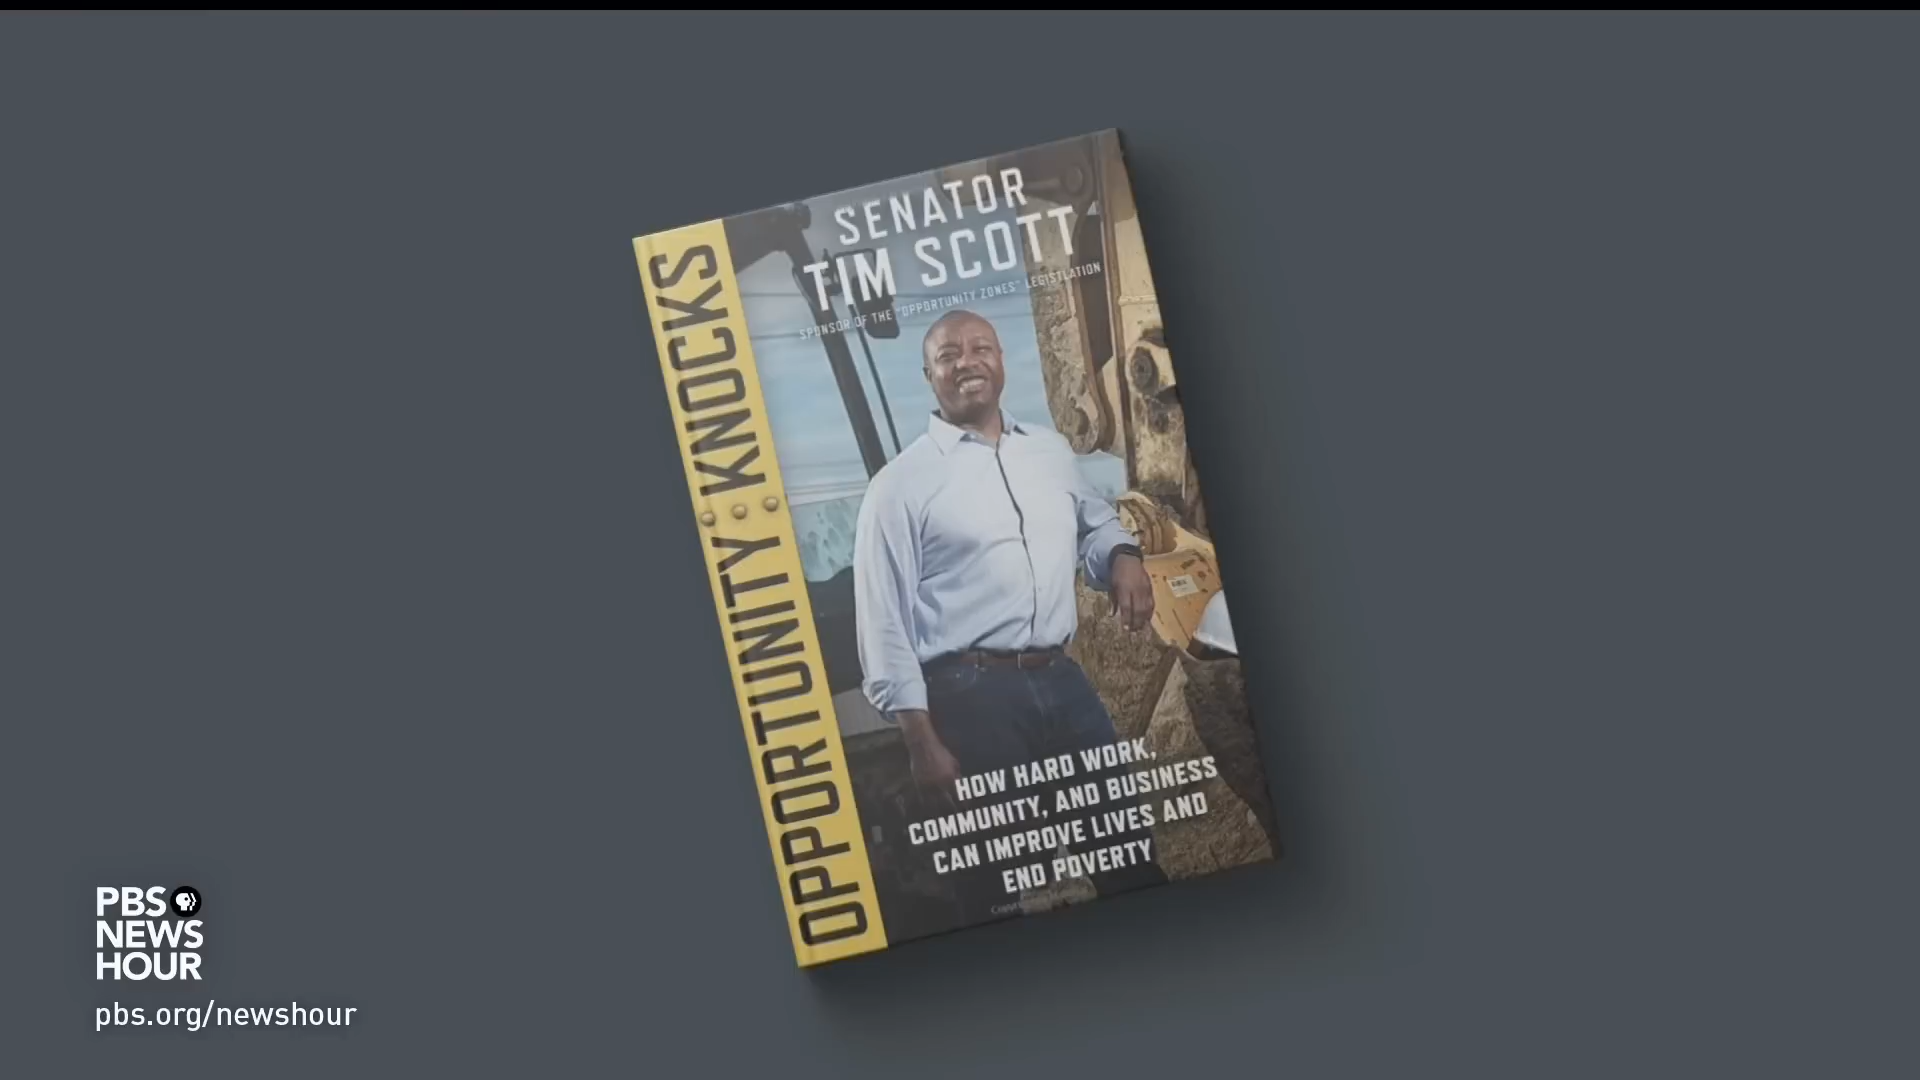 SENATOR
TIM SCOTT
SPONSOR OF THE "OPPORTUNITY ZONES" LEGISTLATION
OPPORTUNITY KNOCKS
HOW HARD WORK,
COMMUNITY, AND BUSINESS
CAN IMPROVE LIVES AND
END POVERTY
PBS
NEWS
HOUR
pbs.org/newshour